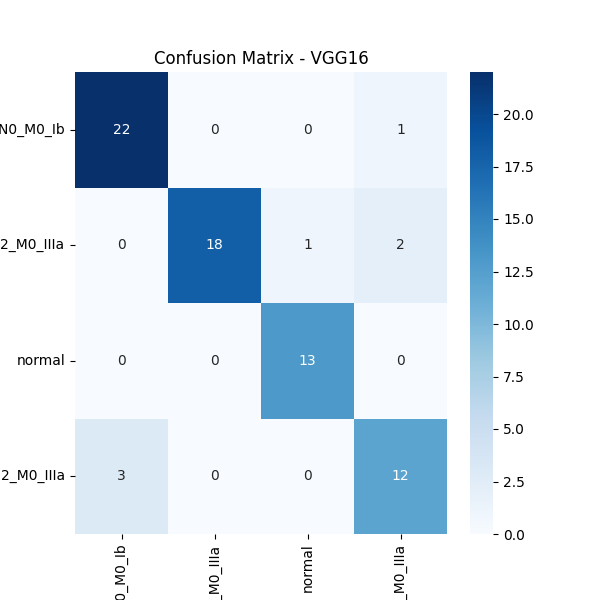 Confusion Matrix - VGG16
N0_M0_Ib 22 0 0 1
2_M0_IIIa 0 18 1 2
normal 0 0 13 0
2_M0_IIIa 3 0 0 12
0_M0_Ib
_M0_IIIa
normal
_M0_IIIa
20.0
17.5
15.0
12.5
10.0
7.5
5.0
2.5
0.0